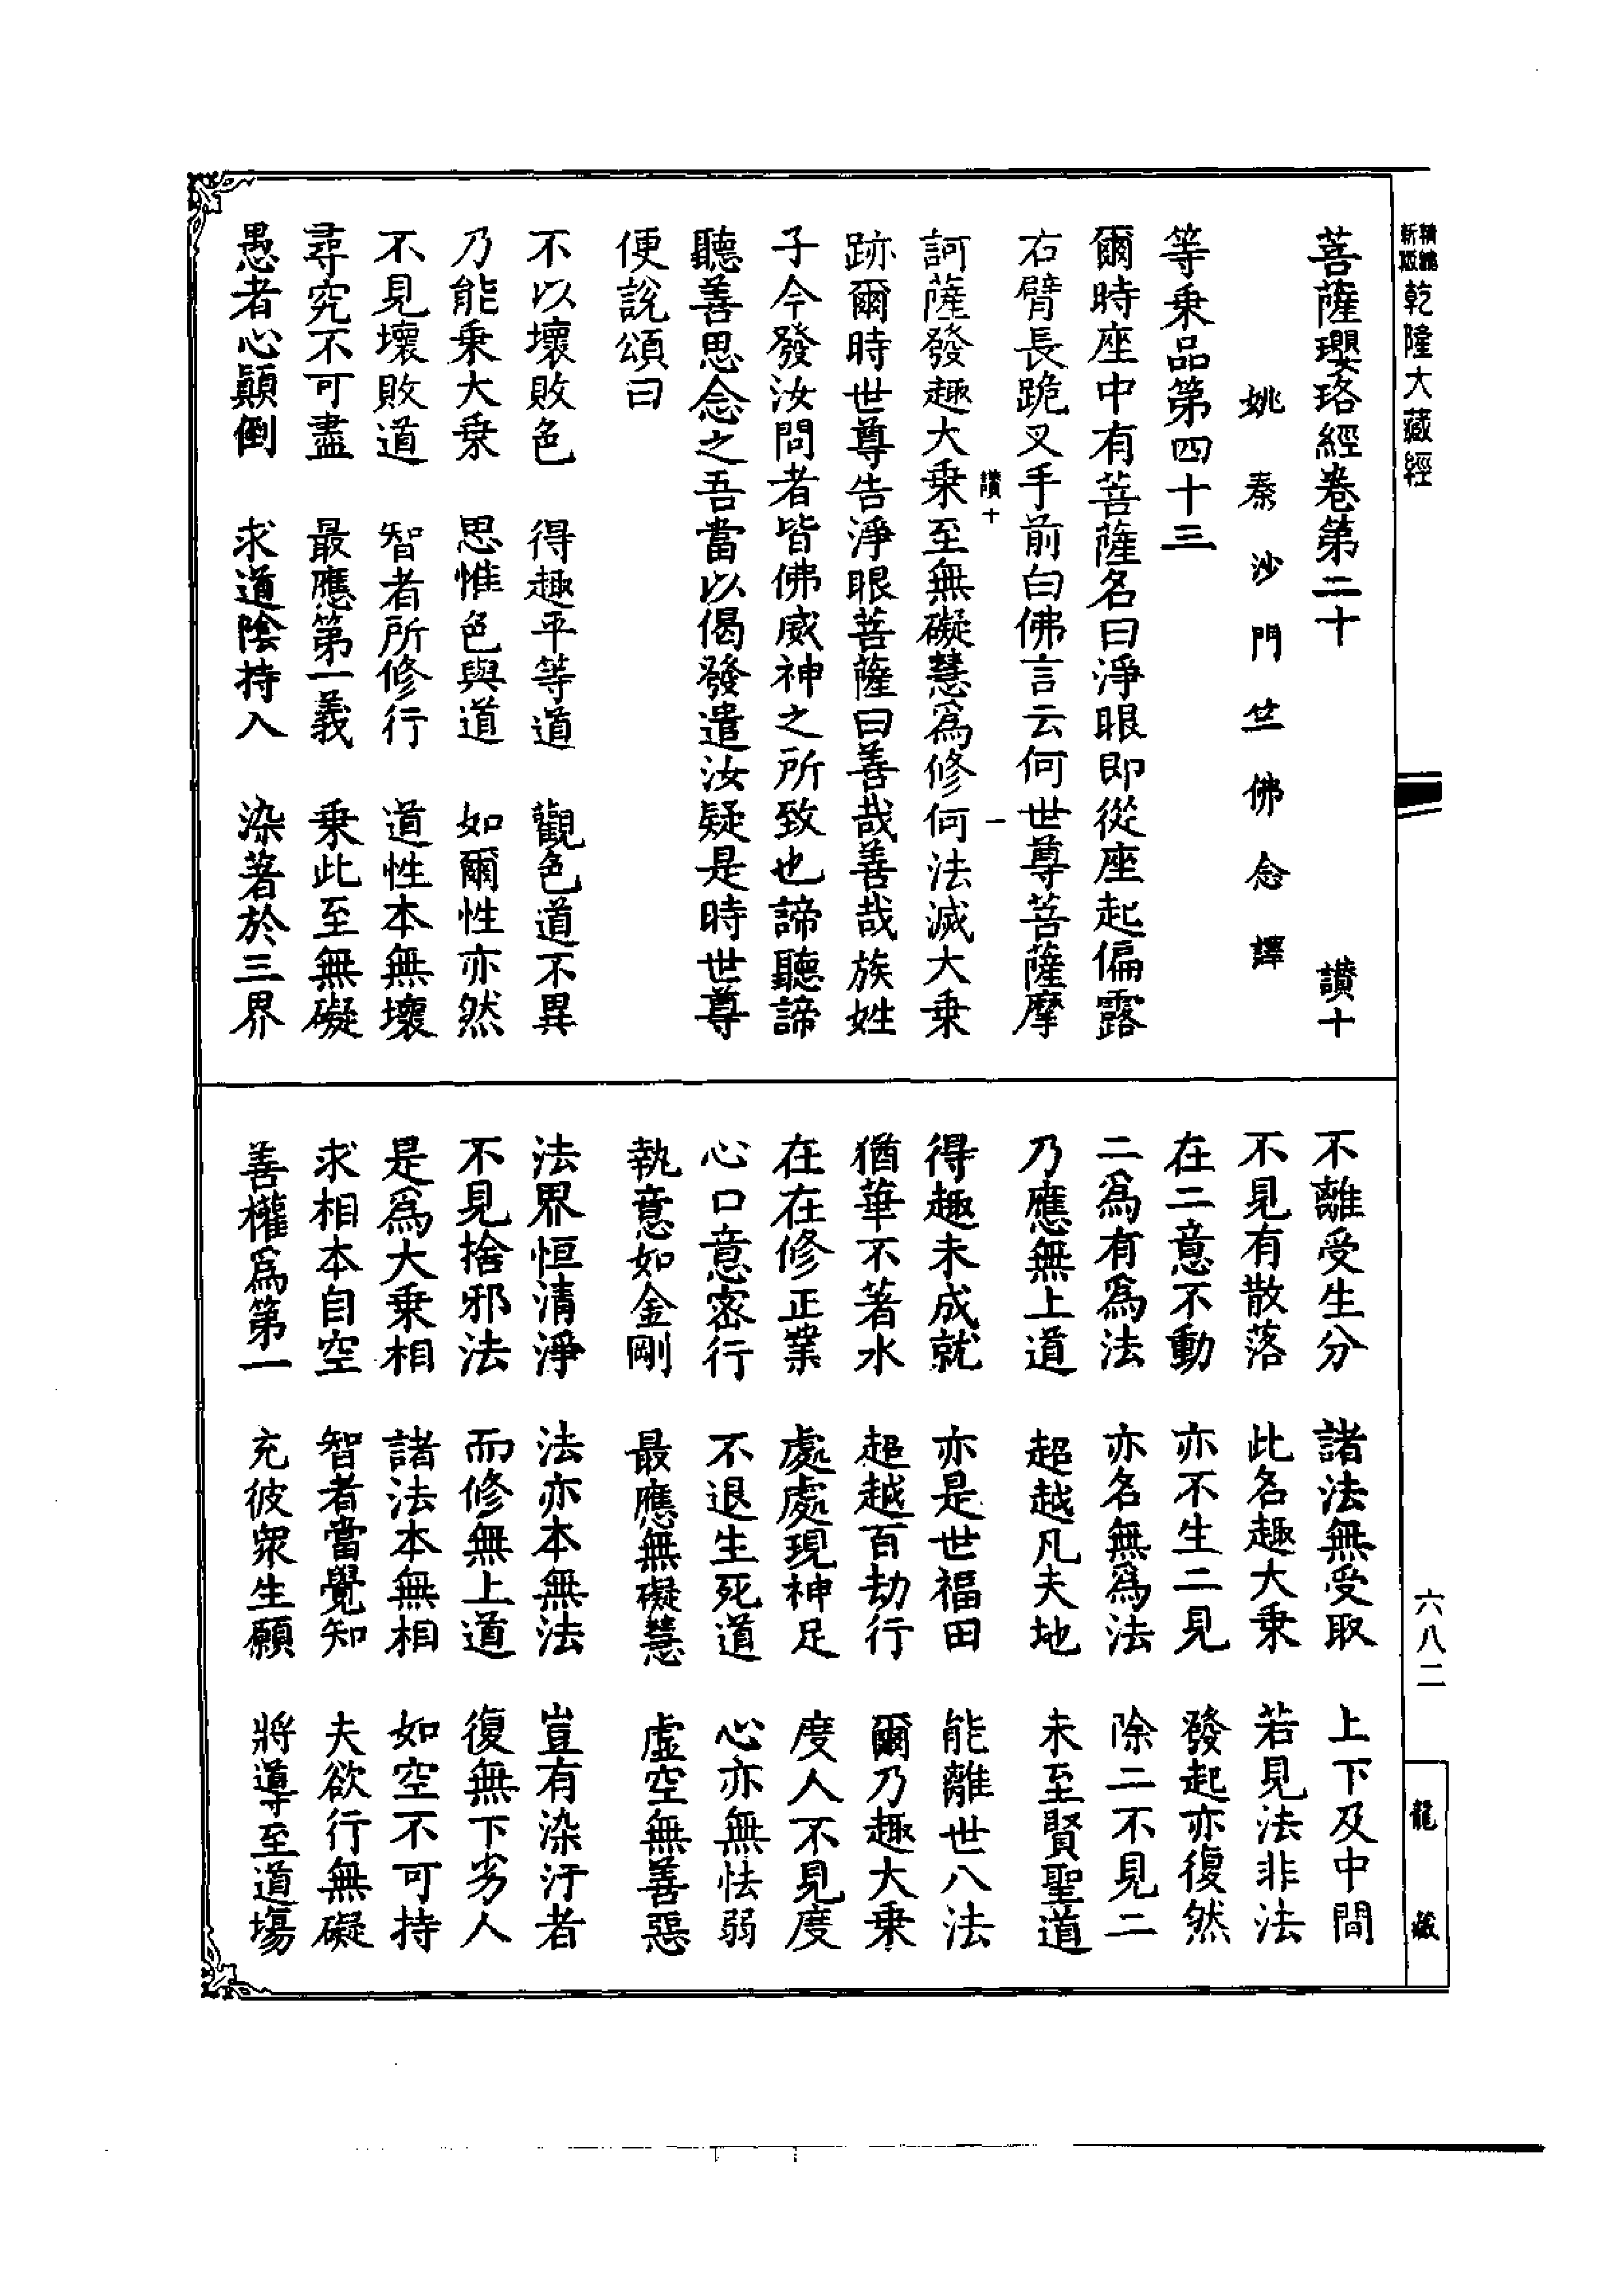 精編
新版
乾隆大藏經
菩薩瓔珞經卷第二十　讚十
姚秦沙門竺佛念譯
等乘品第四十三
爾時座中有菩薩名曰淨眼即從座起偏露
右臂長跪叉手前白佛言云何世尊菩薩摩
讚十　一
訶薩發趣大乘至無礙慧爲修何法滅大乘
跡爾時世尊告淨眼菩薩曰善哉善哉族姓
子今發汝問者皆佛威神之所致也諦聽諦
聽善思念之吾當以偈發遣汝疑是時世尊
便說頌曰
不以壞敗色　得趣平等道　觀色道不異
乃能乘大乘　思惟色與道　如爾性亦然
不見壞敗道　智者所修行　道性本無壞
尋究不可盡　最應第一義　乘此至無礙
愚者心顛倒　求道陰持入　染著於三界
不離受生分　諸法無受取　上下及中間
不見有散落　此名趣大乘　若見法非法
在二意不動　亦不生二見　發起亦復然
二爲有爲法　亦名無爲法　除二不見二
乃應無上道　超越凡夫地　未至賢聖道
得趣未成就　亦是世福田　能離世八法
猶華不著水　超越百劫行　爾乃趣大乘
在在修正業　處處現神足　度人不見度
心口意密行　不退生死道　心亦無怯弱
執意如金剛　最應無礙慧　虛空無善惡
法界恒清淨　法亦本無法　豈有染汙者
不見捨邪法　而修無上道　復無下劣人
是爲大乘相　諸法本無相　如空不可持
求相本自空　智者當覺知　夫欲行無礙
善權爲第一　充彼衆生願　將導至道場
六八二
龍藏